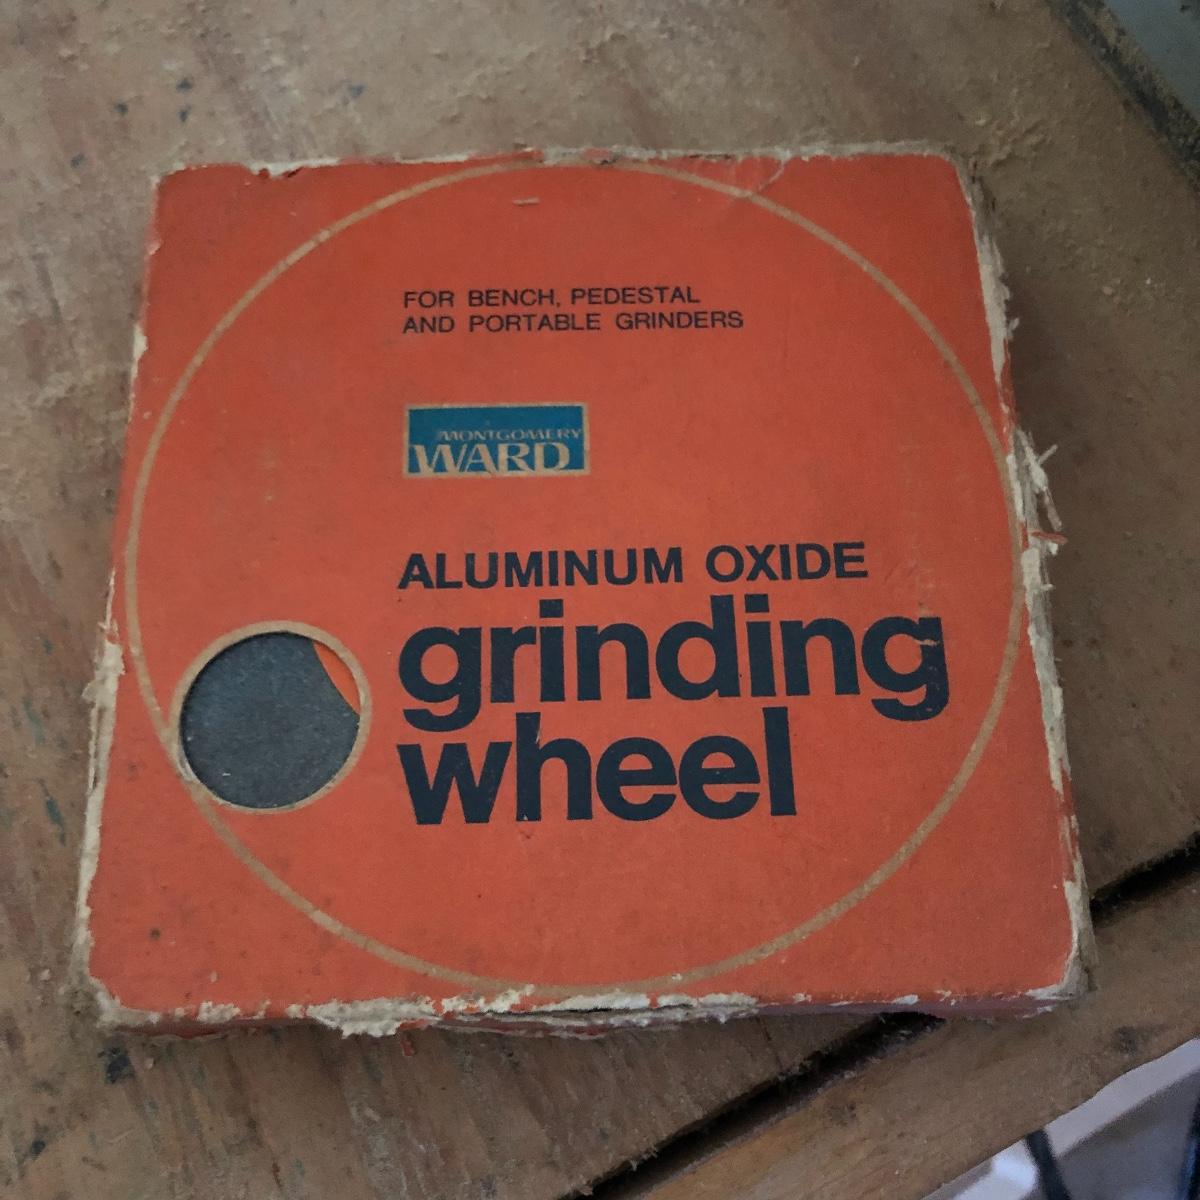 FOR BENCH, PEDESTAL
AND PORTABLE GRINDERS
MONTGOMERY
WARD
ALUMINUM OXIDE
grinding
wheel